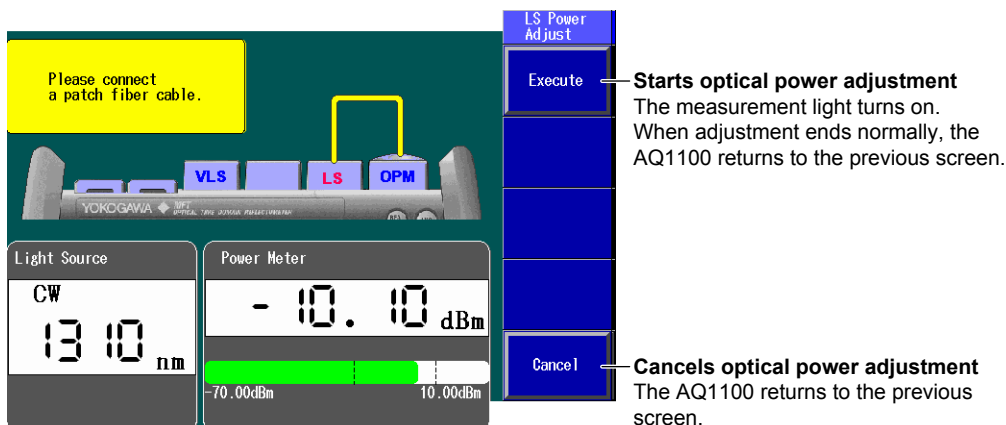 LS Power
Adjust
Please connect
a patch fiber cable.
Execute
Starts optical power adjustment
The measurement light turns on.
When adjustment ends normally, the
AQ1100 returns to the previous screen.
VLS
LS
OPM
YOKOGAWA
Light Source
Power Meter
CW
1310 nm
-10.10 dBm
-70.00dBm
10.00dBm
Cancel
Cancels optical power adjustment
The AQ1100 returns to the previous
screen.